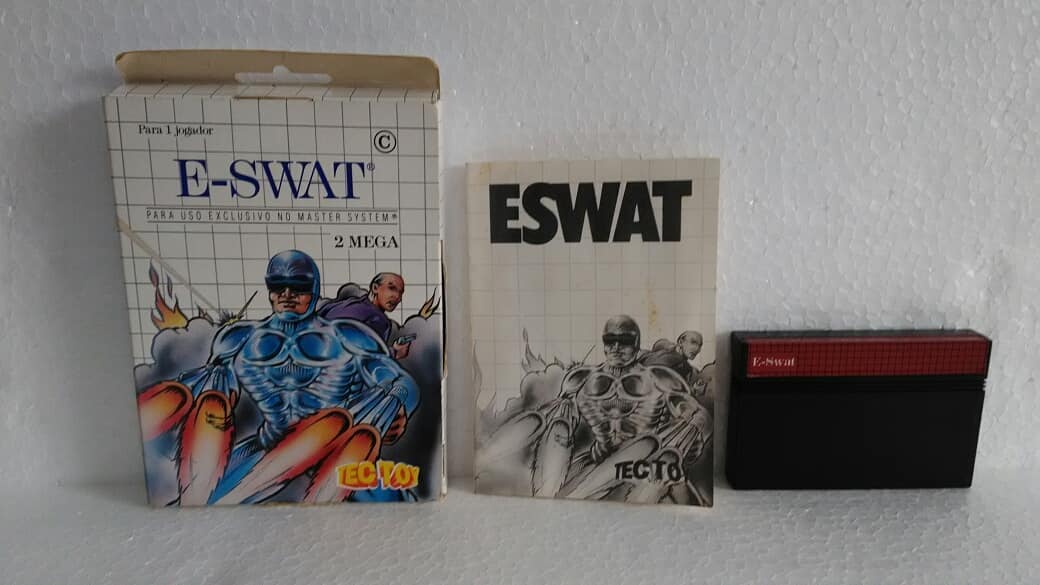 Para 1 jogador
©
E-SWAT®
PARA USO EXCLUSIVO NO MASTER SYSTEM®
2 MEGA
TEC TOY
ESWAT
TEC TO
E-Swat